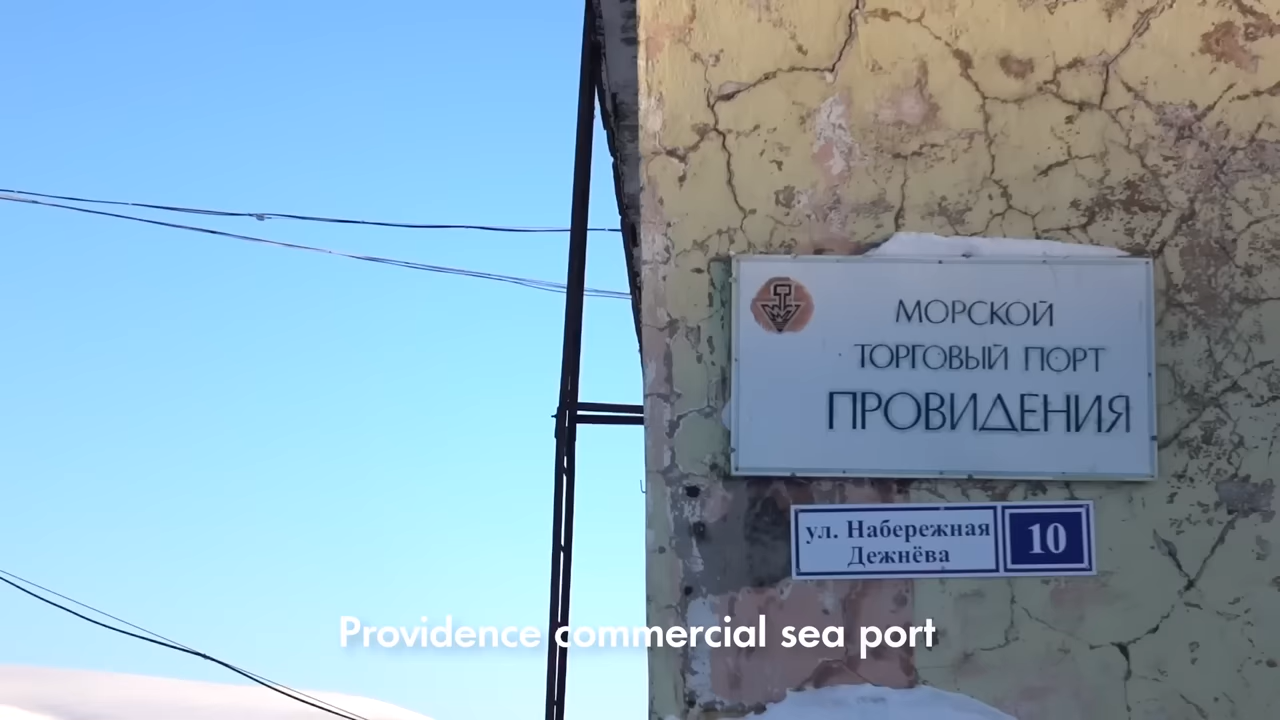 МОРСКОЙ
ТОРГОВЫЙ ПОРТ
ПРОВИДЕНИЯ
ул. Набережная
Дежнёва
10
Providence commercial sea port